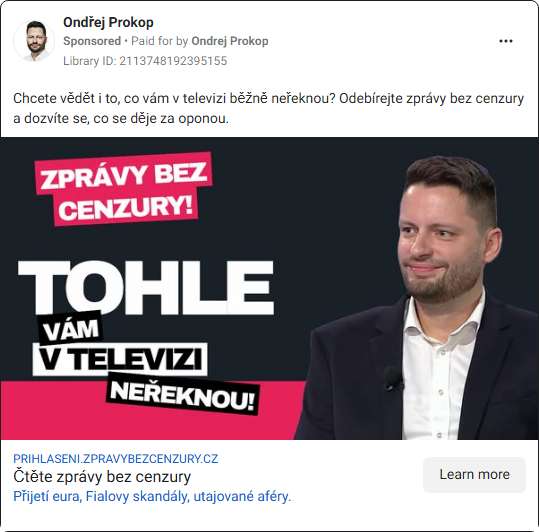 Ondřej Prokop
Sponsored • Paid for by Ondrej Prokop
Library ID: 2113748192395155
Chcete vědět i to, co vám v televizi běžně neřeknou? Odebírejte zprávy bez cenzury
a dozvíte se, co se děje za oponou.
ZPRÁVY BEZ
CENZURY!
TOHLE
VÁM
V TELEVIZI
NEŘEKNOU!
PRIHLASENI.ZPRAVYBEZCENZURY.CZ
Čtěte zprávy bez cenzury
Přijetí eura, Fialovy skandály, utajované aféry.
Learn more